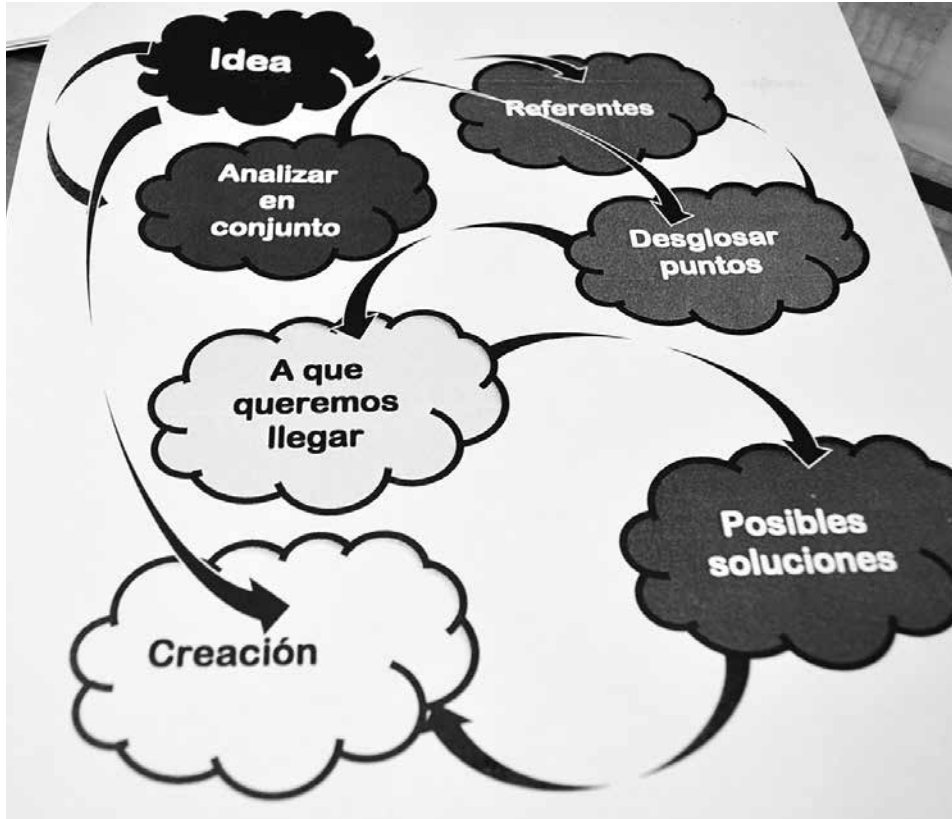 Idea
Referentes
Analizar
en
conjunto
Desglosar
puntos
A que
queremos
llegar
Posibles
soluciones
Creación